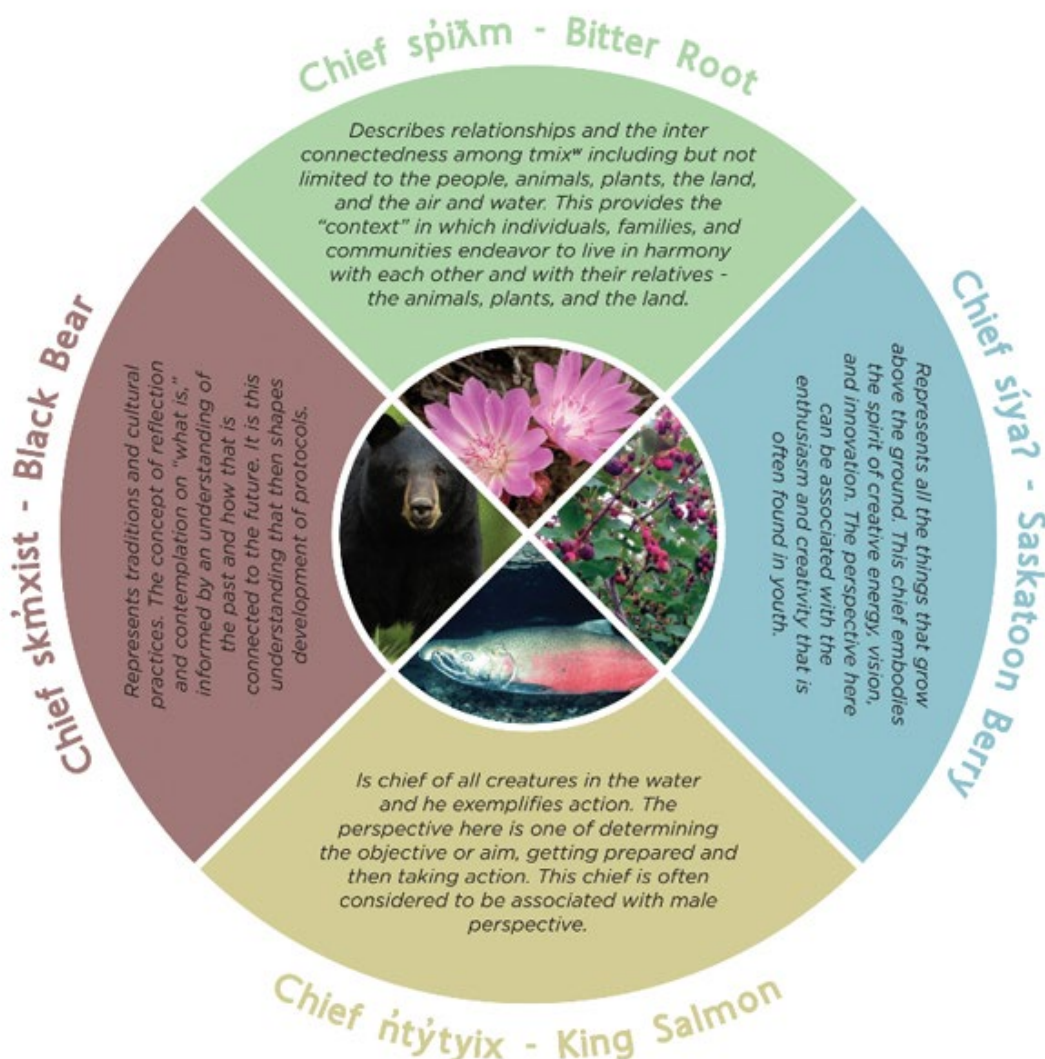 Chief sp̓iƛ̓m - Bitter Root
Describes relationships and the inter
connectedness among tmixʷ including but not
limited to the people, animals, plants, the land,
and the air and water. This provides the
“context” in which individuals, families, and
communities endeavor to live in harmony
with each other and with their relatives -
the animals, plants, and the land.
Chief síya? - Saskatoon Berry
Represents all the things that grow
above the ground. This chief embodies
the spirit of creative energy, vision,
and innovation. The perspective here
can be associated with the
enthusiasm and creativity that is
often found in youth.
Is chief of all creatures in the water
and he exemplifies action. The
perspective here is one of determining
the objective or aim, getting prepared and
then taking action. This chief is often
considered to be associated with male
perspective.
Chief n̓ty̓tyix - King Salmon
Chief skm̓xist - Black Bear
Represents traditions and cultural
practices. The concept of reflection
and contemplation on “what is,”
informed by an understanding of
the past and how that is
connected to the future. It is this
understanding that then shapes
development of protocols.